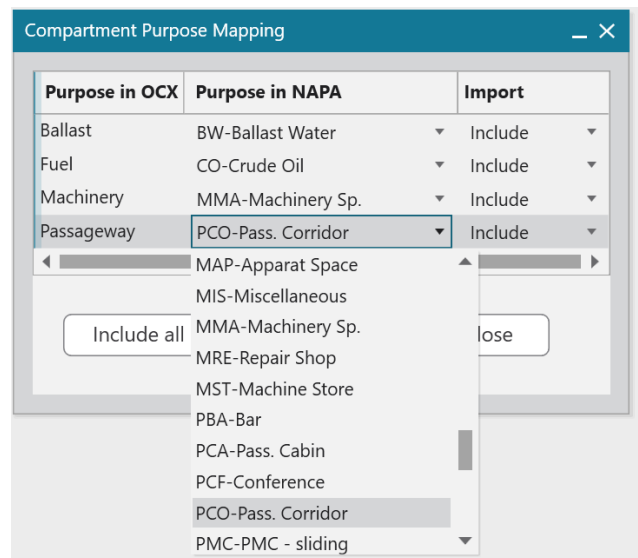 Compartment Purpose Mapping
Purpose in OCX Purpose in NAPA Import
Ballast BW-Ballast Water Include
Fuel CO-Crude Oil Include
Machinery MMA-Machinery Sp. Include
Passageway PCO-Pass. Corridor Include
MAP-Apparat Space
MIS-Miscellaneous
Include all MMA-Machinery Sp. lose
MRE-Repair Shop
MST-Machine Store
PBA-Bar
PCA-Pass. Cabin
PCF-Conference
PCO-Pass. Corridor
PMC-PMC - sliding